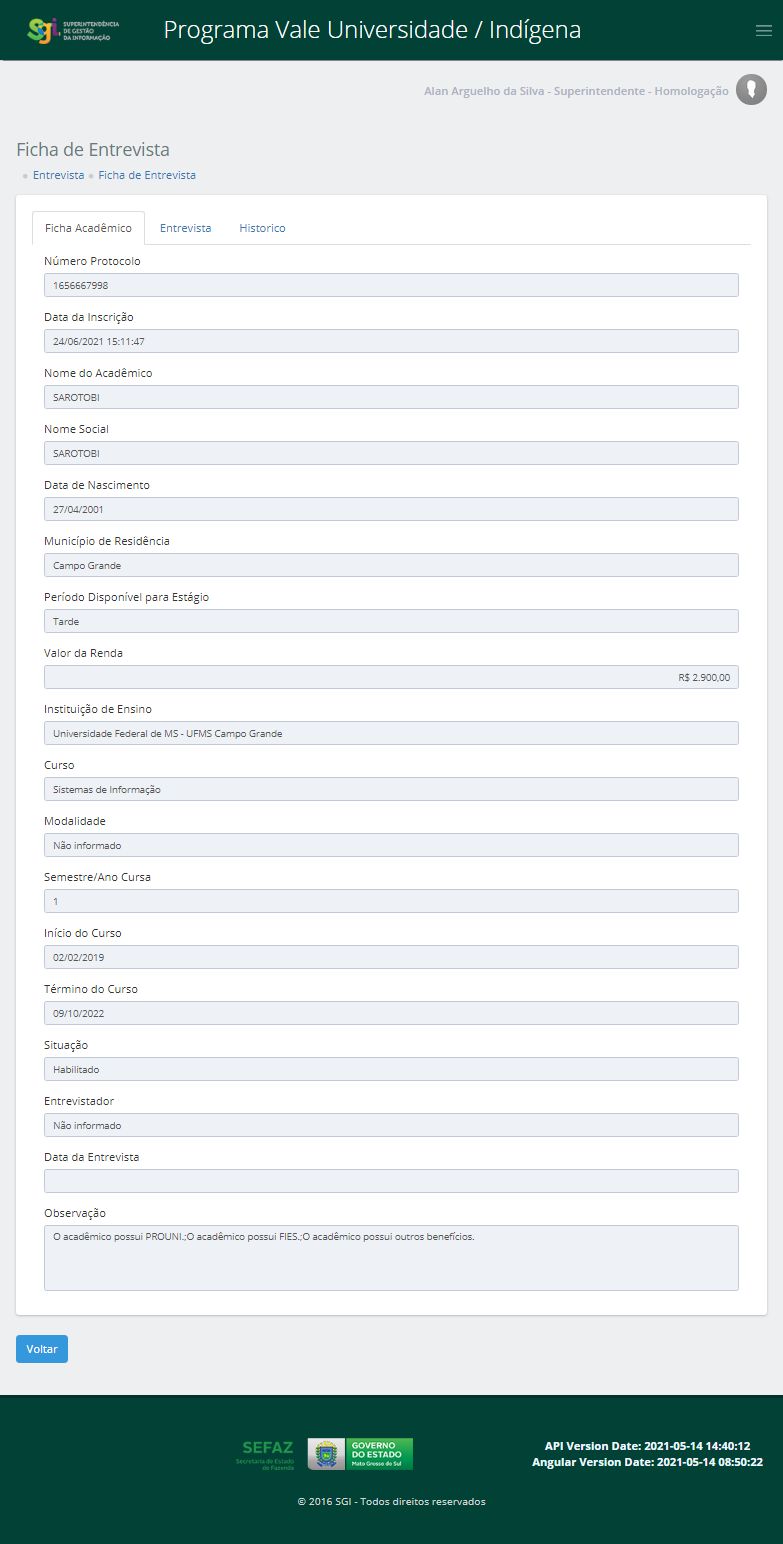 sgi. SUPERINTENDÊNCIA
DE GESTÃO
DA INFORMAÇÃO
Programa Vale Universidade / Indígena
Alan Arguelho da Silva - Superintendente - Homologação
Ficha de Entrevista
Entrevista Ficha de Entrevista
Ficha Acadêmico Entrevista Historico
Número Protocolo
1656667998
Data da Inscrição
24/06/2021 15:11:47
Nome do Acadêmico
SAROTOBI
Nome Social
SAROTOBI
Data de Nascimento
27/04/2001
Município de Residência
Campo Grande
Período Disponível para Estágio
Tarde
Valor da Renda
R$ 2.900,00
Instituição de Ensino
Universidade Federal de MS - UFMS Campo Grande
Curso
Sistemas de Informação
Modalidade
Não informado
Semestre/Ano Cursa
1
Início do Curso
02/02/2019
Término do Curso
09/10/2022
Situação
Habilitado
Entrevistador
Não informado
Data da Entrevista
Observação
O acadêmico possui PROUNI.;O acadêmico possui FIES.;O acadêmico possui outros benefícios.
Voltar
SEFAZ
Secretaria de Estado
de Fazenda
GOVERNO
DO ESTADO
Mato Grosso do Sul
API Version Date: 2021-05-14 14:40:12
Angular Version Date: 2021-05-14 08:50:22
© 2016 SGI - Todos direitos reservados